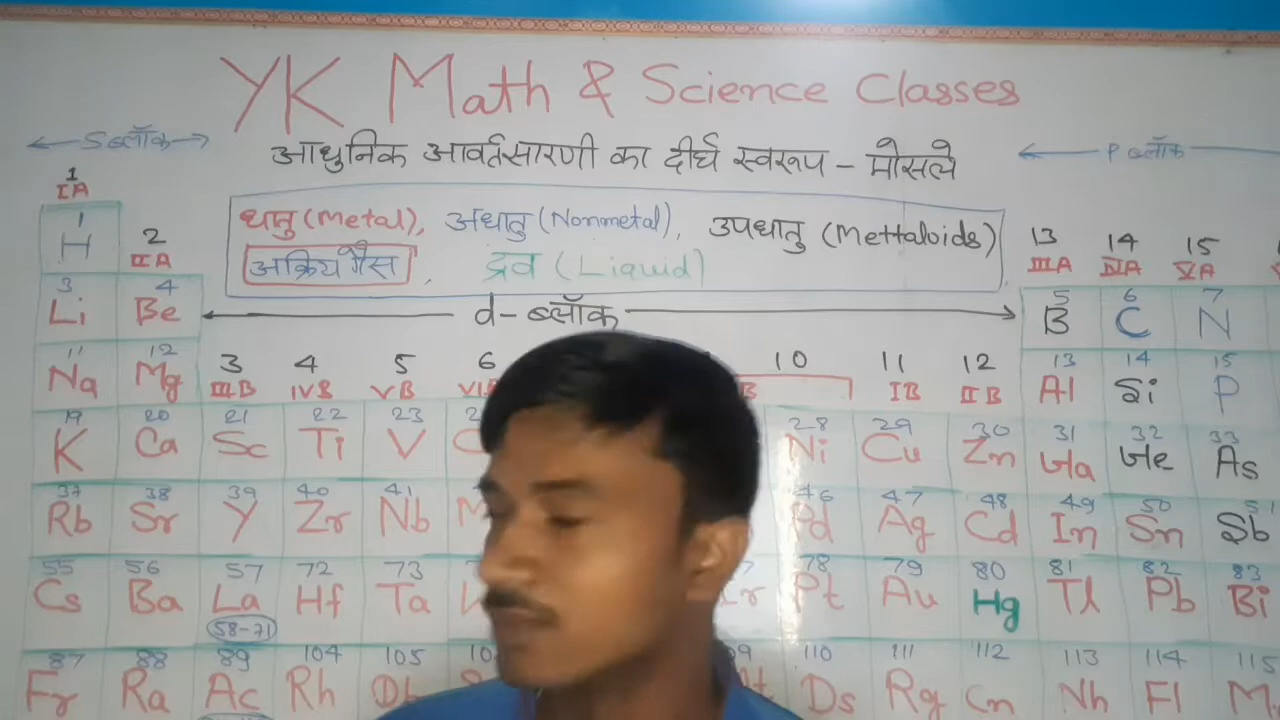 YK Math & Science Classes
← S ब्लॉक →
आधुनिक आवर्तसारणी का दीर्घ स्वरूप - मोसले
← P ब्लॉक
1
IA
धातु (Metal), अधातु (Nonmetal), उपधातु (Mettaloids)
अक्रिय गैस, द्रव (Liquid)
2
IIA
13 14 15
IIIA IVA VA
1
H
3 4 5 6 7
Li Be B C N
← d-ब्लॉक →
11 12 13 14 15
Na Mg Al Si P
3 4 5 6 10 11 12
IIIB IVB VB IB IIB
19 20 21 22 23 28 29 30 31 32 33
K Ca Sc Ti V Ni Cu Zn Ga Ge As
37 38 39 40 41 46 47 48 49 50 51
Rb Sr Y Zr Nb Pd Ag Cd In Sn Sb
55 56 57 72 73 78 79 80 81 82 83
Cs Ba La Hf Ta Pt Au Hg Tl Pb Bi
58-71
87 88 89 104 105 110 111 112 113 114 115
Fr Ra Ac Rh Db Ds Rg Cn Nh Fl